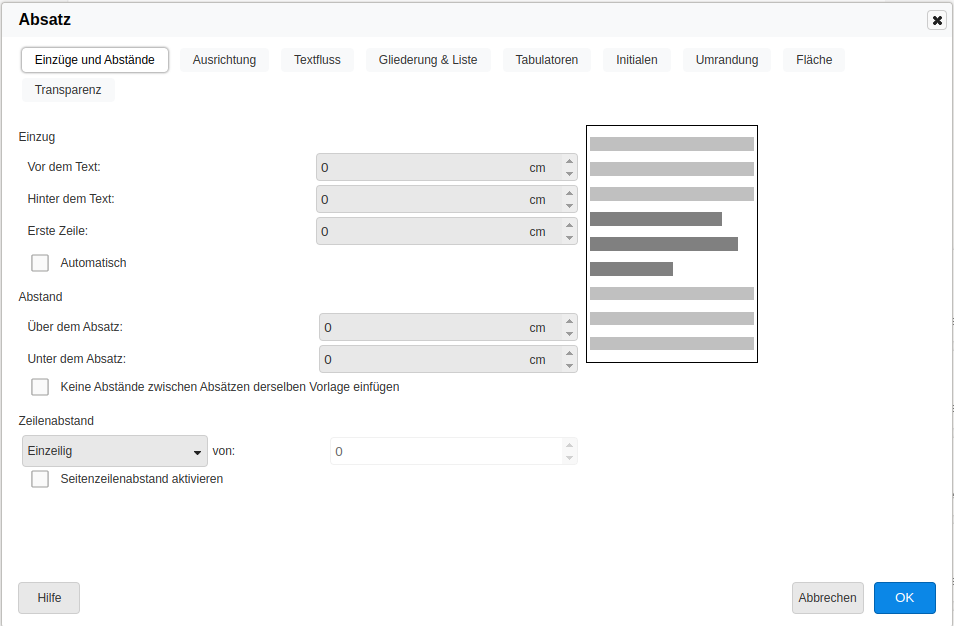 Absatz
Einzüge und Abstände Ausrichtung Textfluss Gliederung & Liste Tabulatoren Initialen Umrandung Fläche
Transparenz
Einzug
Vor dem Text: 0 cm
Hinter dem Text: 0 cm
Erste Zeile: 0 cm
Automatisch
Abstand
Über dem Absatz: 0 cm
Unter dem Absatz: 0 cm
Keine Abstände zwischen Absätzen derselben Vorlage einfügen
Zeilenabstand
Einzeilig von: 0
Seitenzeilenabstand aktivieren
Hilfe Abbrechen OK